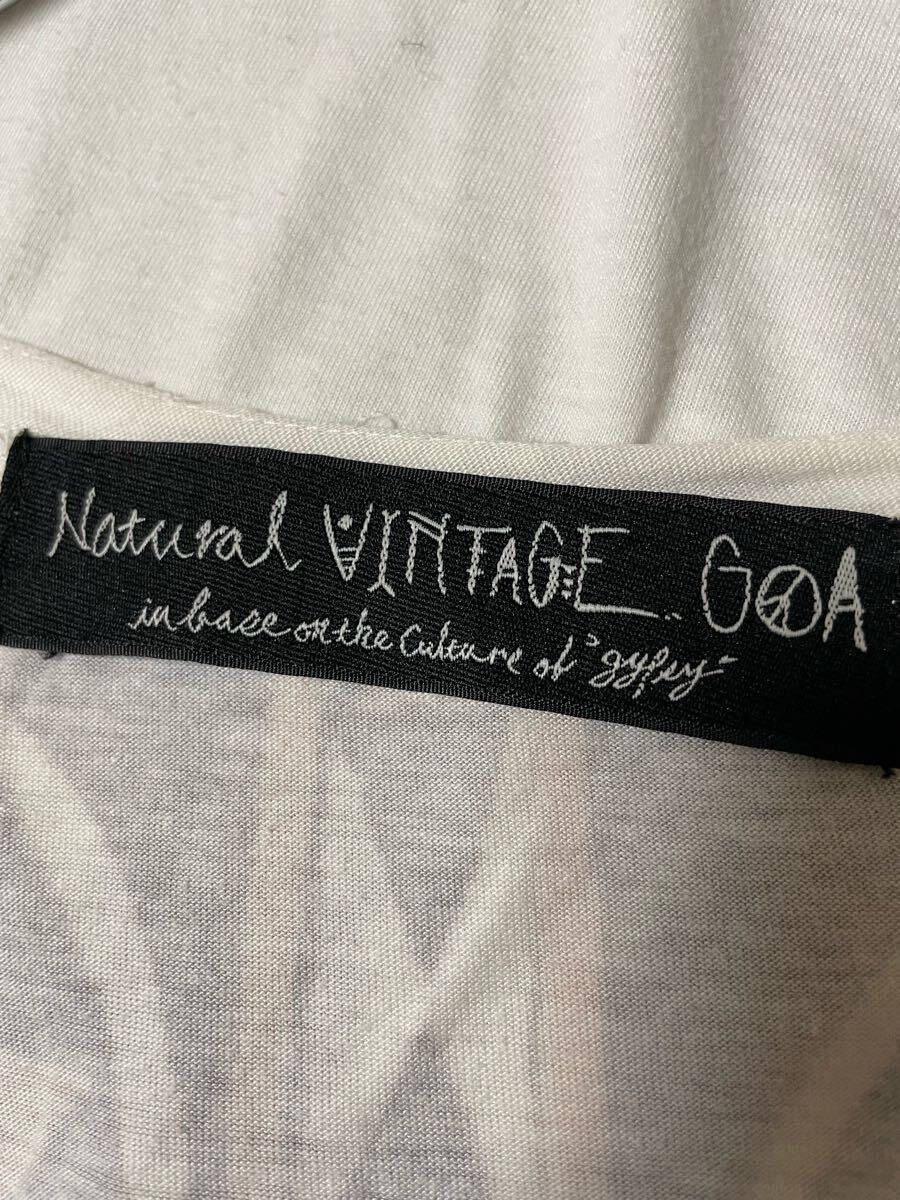 Natural VINTAGE.. GOA
in base on the Culture of "gypsy"